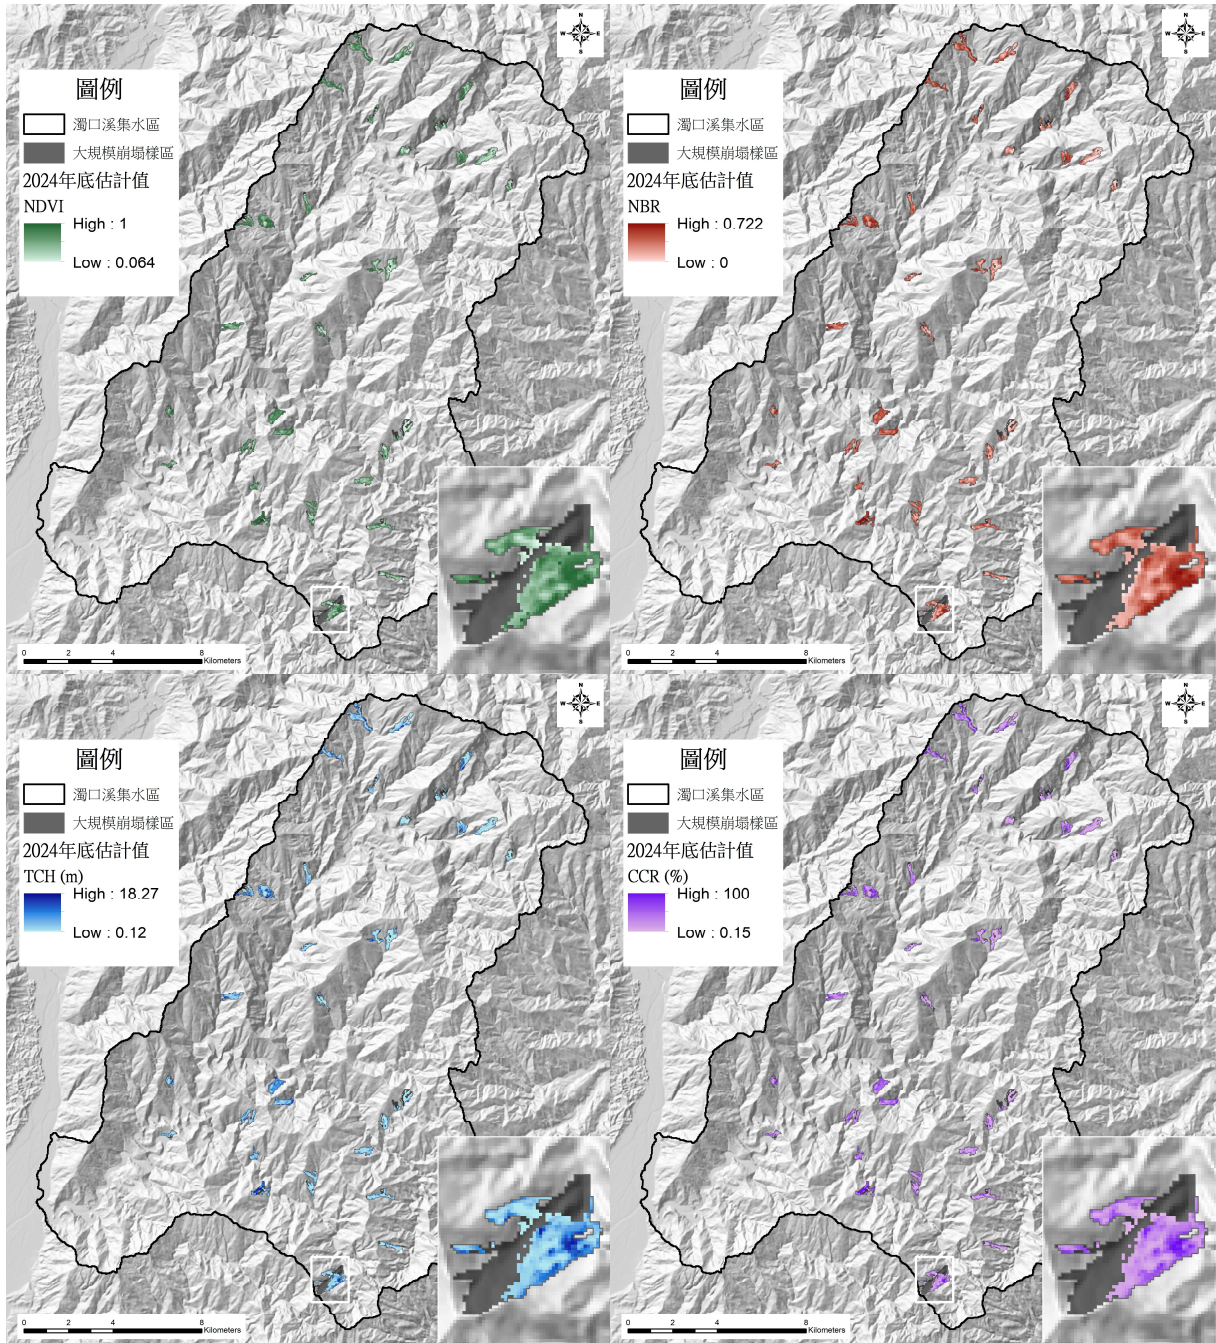 N
W E
S
圖例
濁口溪集水區
大規模崩塌樣區
2024年底估計值
NDVI
High : 1
Low : 0.064
0 2 4 8
Kilometers
N
W E
S
圖例
濁口溪集水區
大規模崩塌樣區
2024年底估計值
NBR
High : 0.722
Low : 0
0 2 4 8
Kilometers
N
W E
S
圖例
濁口溪集水區
大規模崩塌樣區
2024年底估計值
TCH (m)
High : 18.27
Low : 0.12
0 2 4 8
Kilometers
N
W E
S
圖例
濁口溪集水區
大規模崩塌樣區
2024年底估計值
CCR (%)
High : 100
Low : 0.15
0 2 4 8
Kilometers